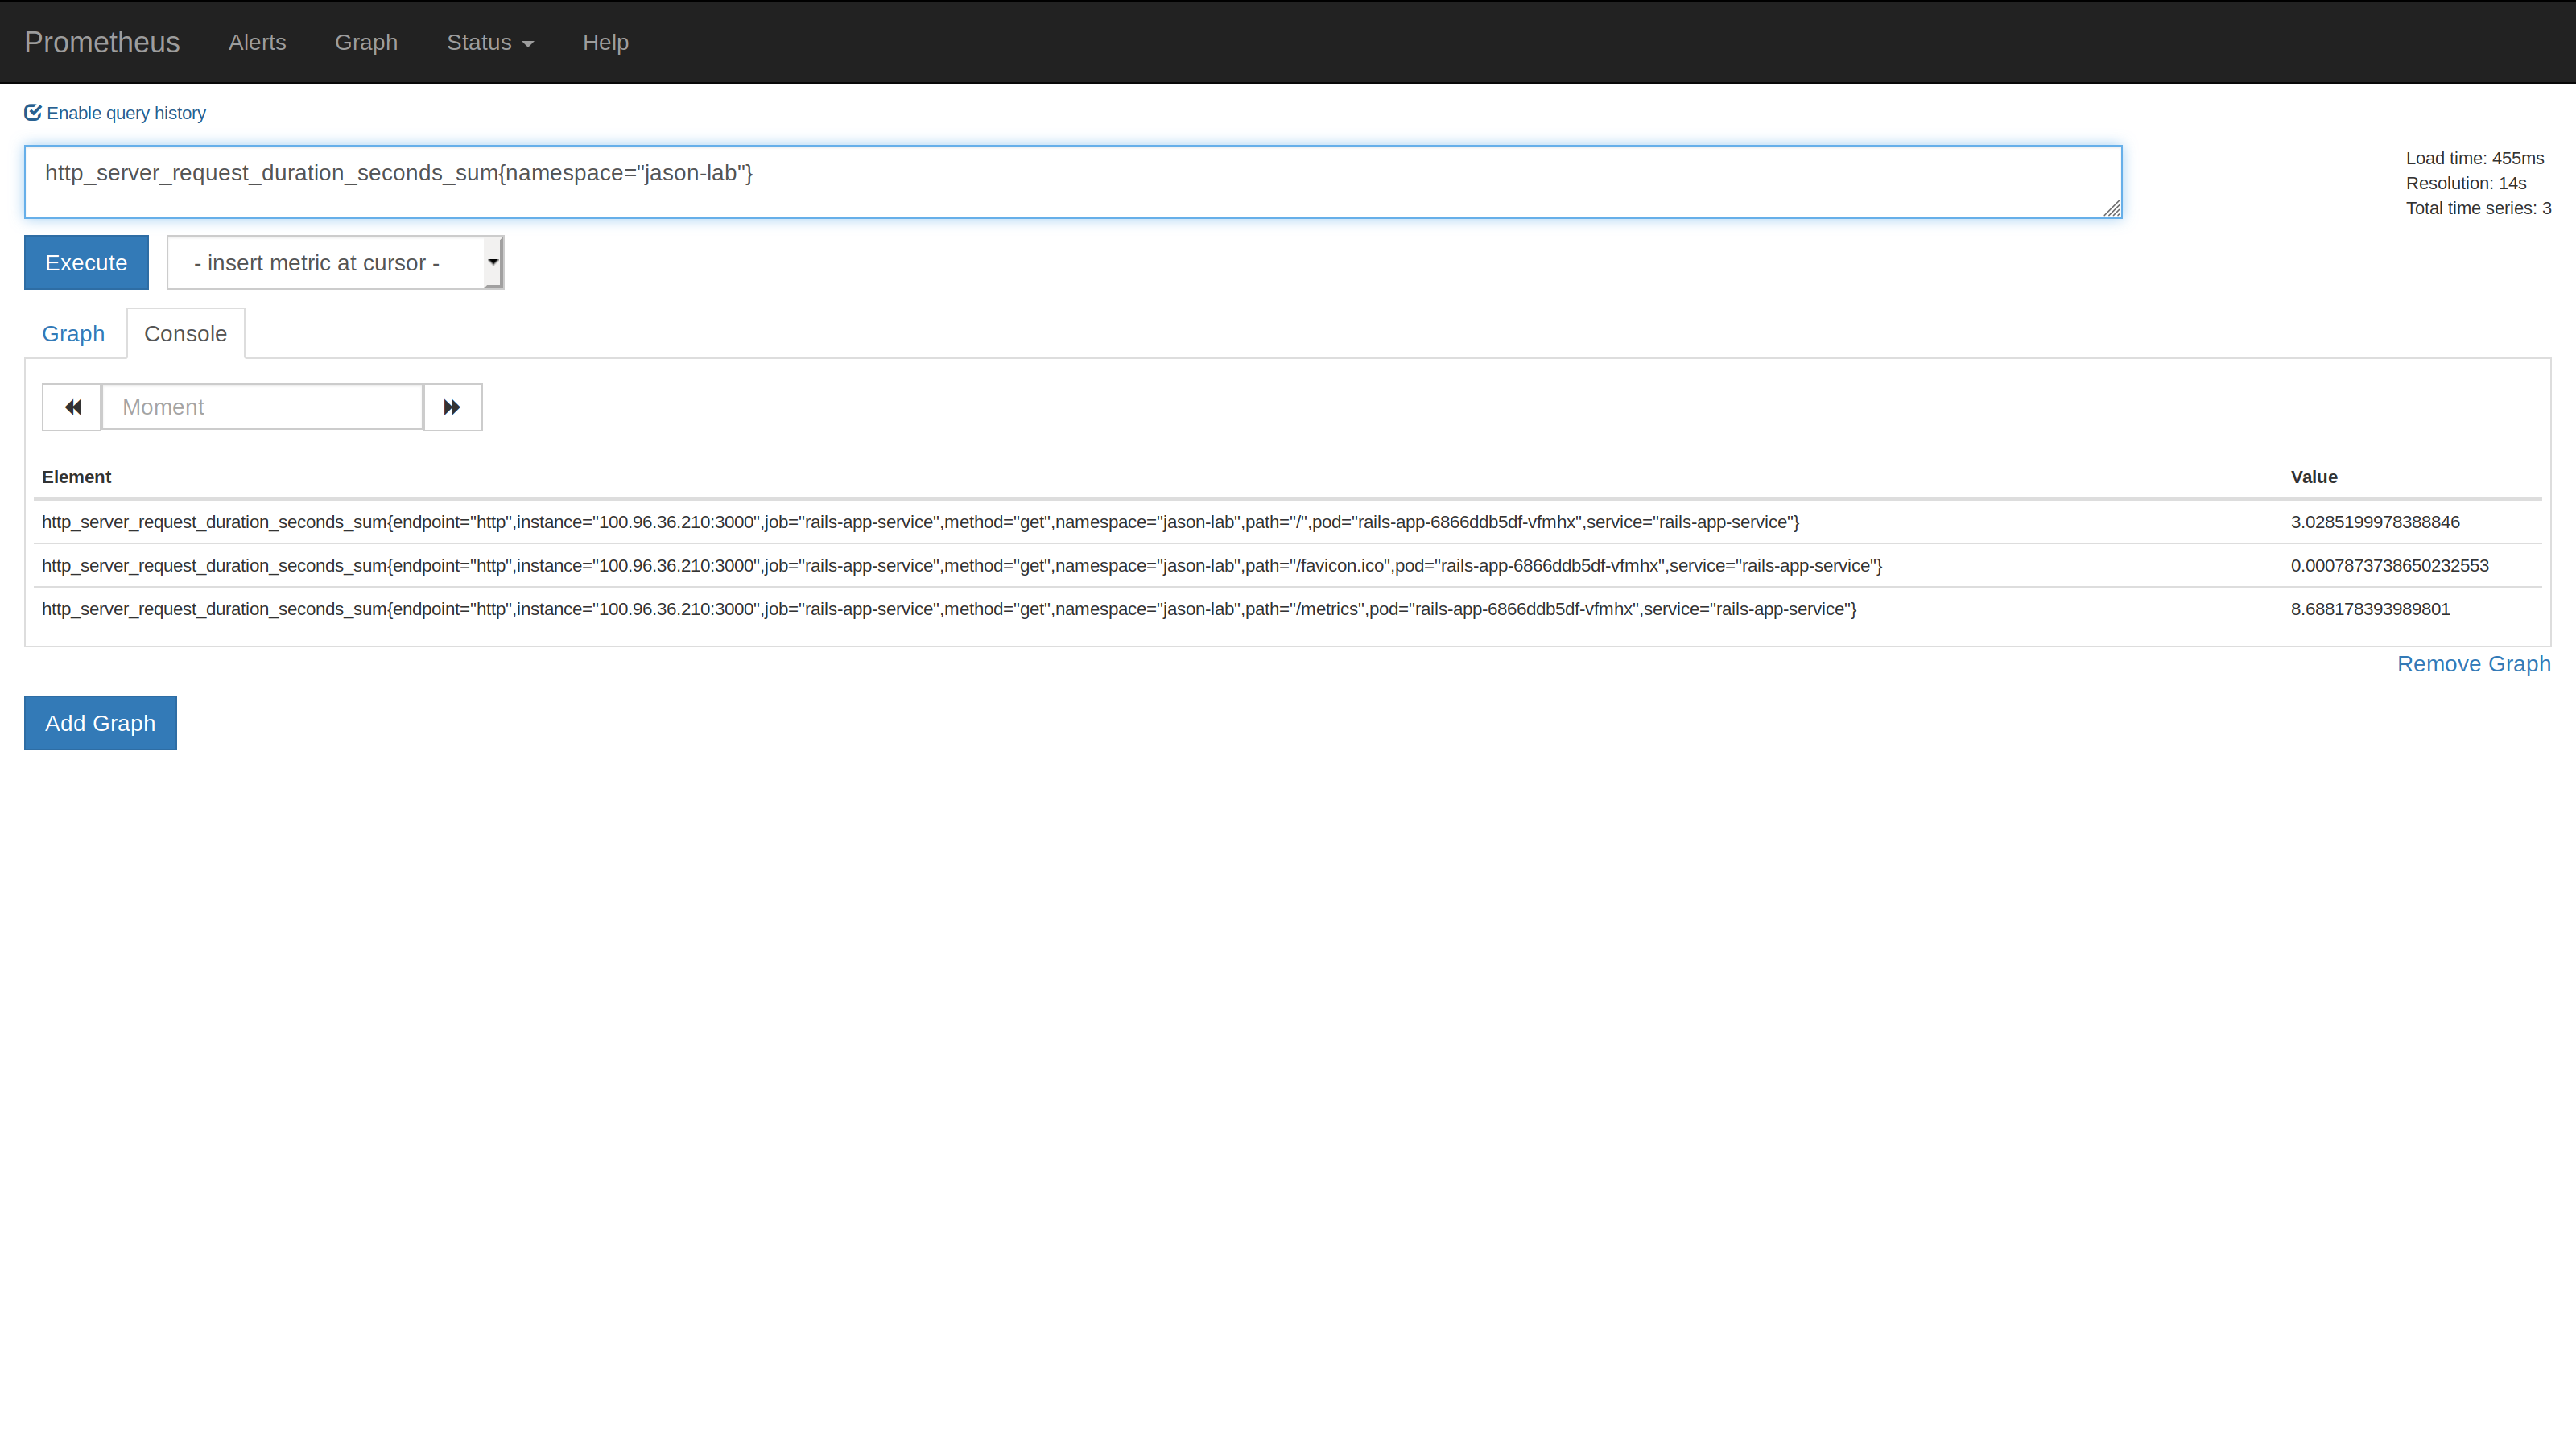 Prometheus Alerts Graph Status Help
Enable query history
http_server_request_duration_seconds_sum{namespace="jason-lab"}
Load time: 455ms
Resolution: 14s
Total time series: 3
Execute - insert metric at cursor -
Graph Console
Moment
Element Value
http_server_request_duration_seconds_sum{endpoint="http",instance="100.96.36.210:3000",job="rails-app-service",method="get",namespace="jason-lab",path="/",pod="rails-app-6866ddb5df-vfmhx",service="rails-app-service"} 3.0285199978388846
http_server_request_duration_seconds_sum{endpoint="http",instance="100.96.36.210:3000",job="rails-app-service",method="get",namespace="jason-lab",path="/favicon.ico",pod="rails-app-6866ddb5df-vfmhx",service="rails-app-service"} 0.0007873738650232553
http_server_request_duration_seconds_sum{endpoint="http",instance="100.96.36.210:3000",job="rails-app-service",method="get",namespace="jason-lab",path="/metrics",pod="rails-app-6866ddb5df-vfmhx",service="rails-app-service"} 8.688178393989801
Remove Graph
Add Graph